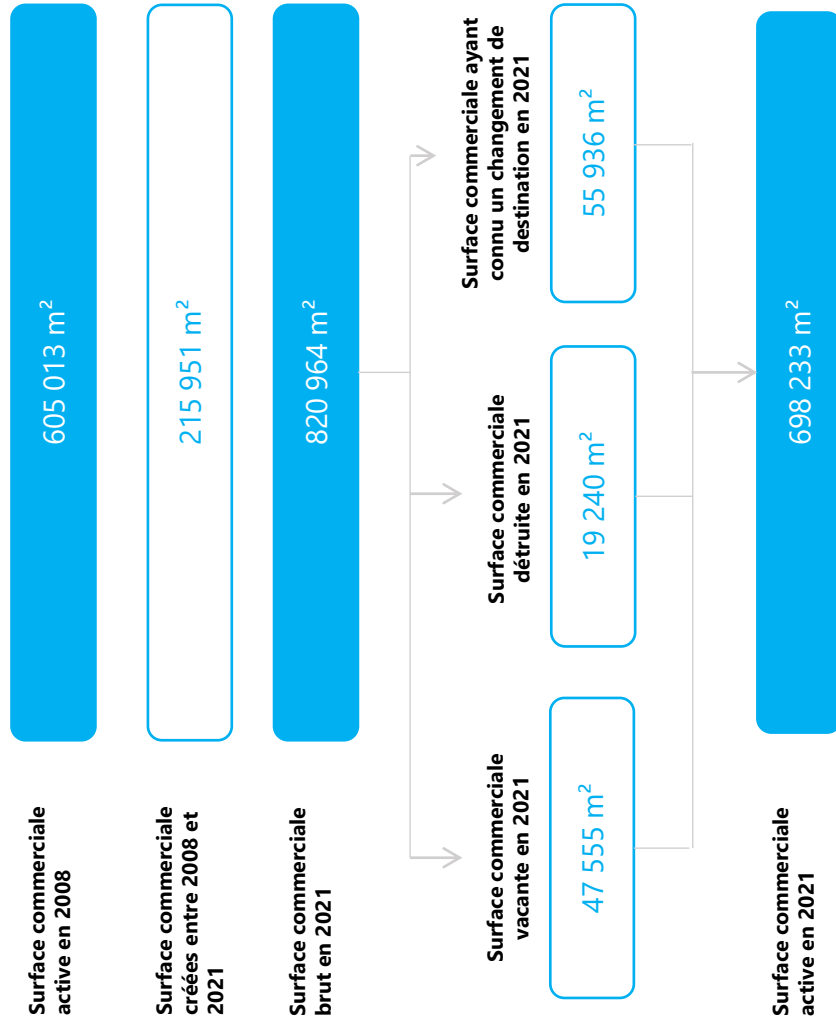 Surface commerciale
active en 2008
605 013 m²
Surface commerciale
créées entre 2008 et
2021
215 951 m²
Surface commerciale
brut en 2021
820 964 m²
Surface commerciale
vacante en 2021
47 555 m²
Surface commerciale
détruite en 2021
19 240 m²
Surface commerciale ayant
connu un changement de
destination en 2021
55 936 m²
Surface commerciale
active en 2021
698 233 m²